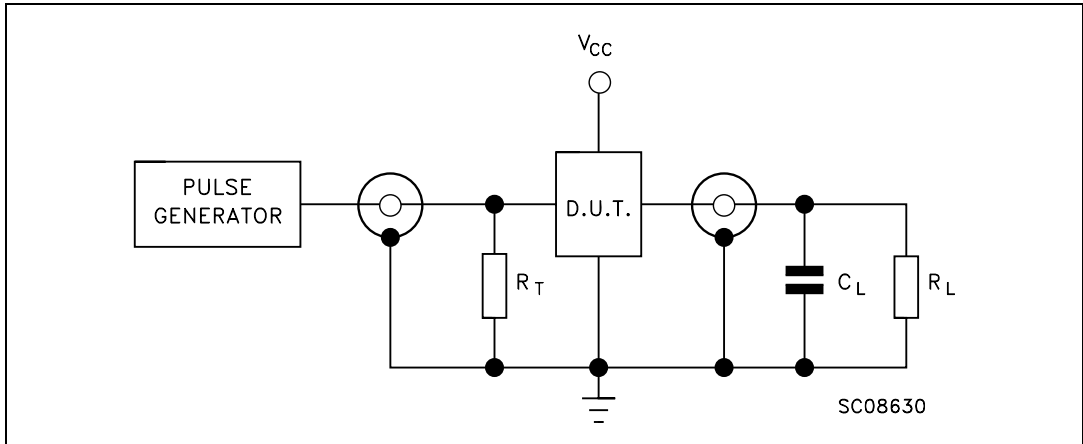 VCC
PULSE
GENERATOR
D.U.T.
RT
CL
RL
SC08630